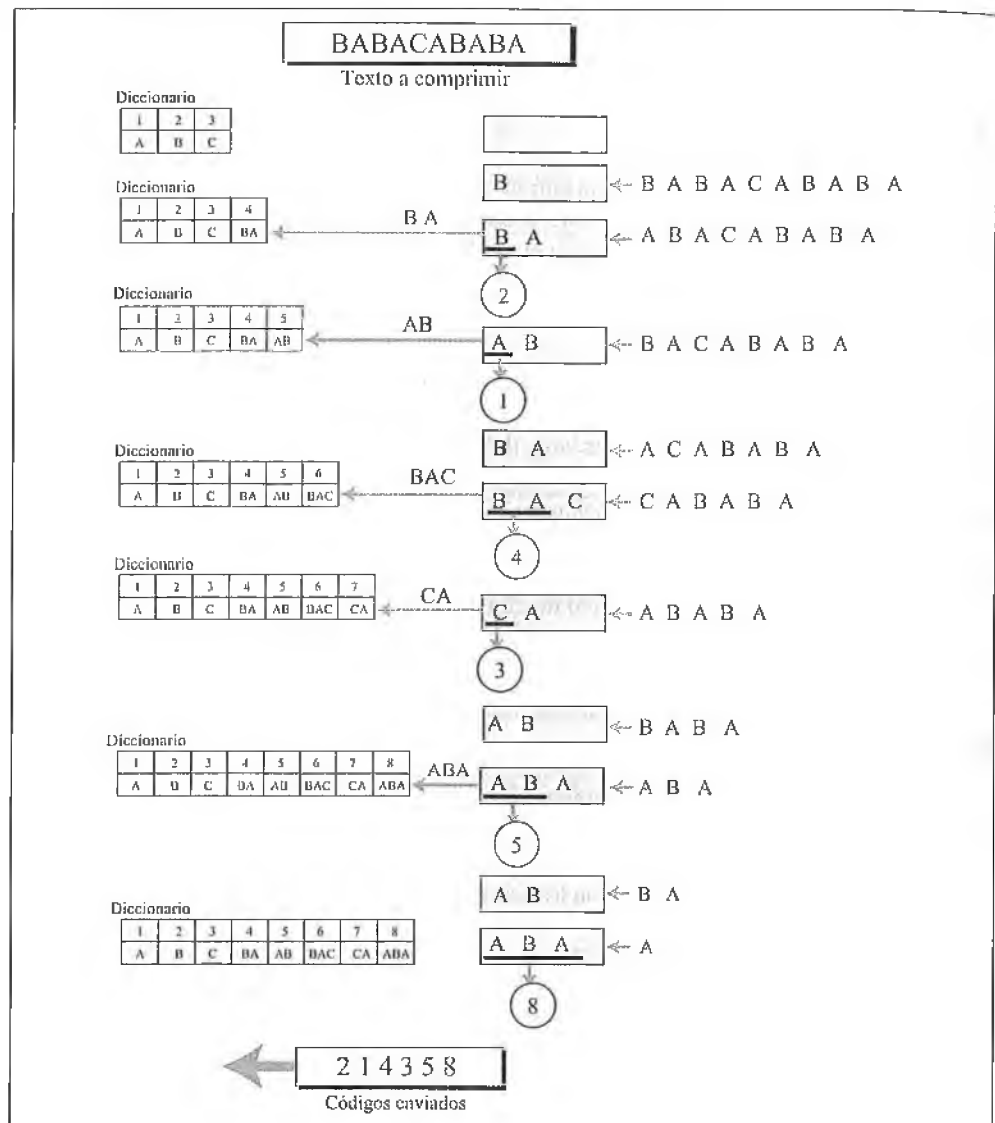 BABACABABA
Texto a comprimir
Diccionario
1 2 3
A B C
B ← B A B A C A B A B A
Diccionario
1 2 3 4
A B C BA
B A
B A ← A B A C A B A B A
2
Diccionario
1 2 3 4 5
A B C BA AB
AB
A B ← B A C A B A B A
1
B A ← A C A B A B A
Diccionario
1 2 3 4 5 6
A B C BA AB BAC
BAC
B A C ← C A B A B A
4
Diccionario
1 2 3 4 5 6 7
A B C BA AB BAC CA
CA
C A ← A B A B A
3
A B ← B A B A
Diccionario
1 2 3 4 5 6 7 8
A B C BA AB BAC CA ABA
ABA
A B A ← A B A
5
A B ← B A
Diccionario
1 2 3 4 5 6 7 8
A B C BA AB BAC CA ABA
A B A ← A
8
2 1 4 3 5 8
Códigos enviados